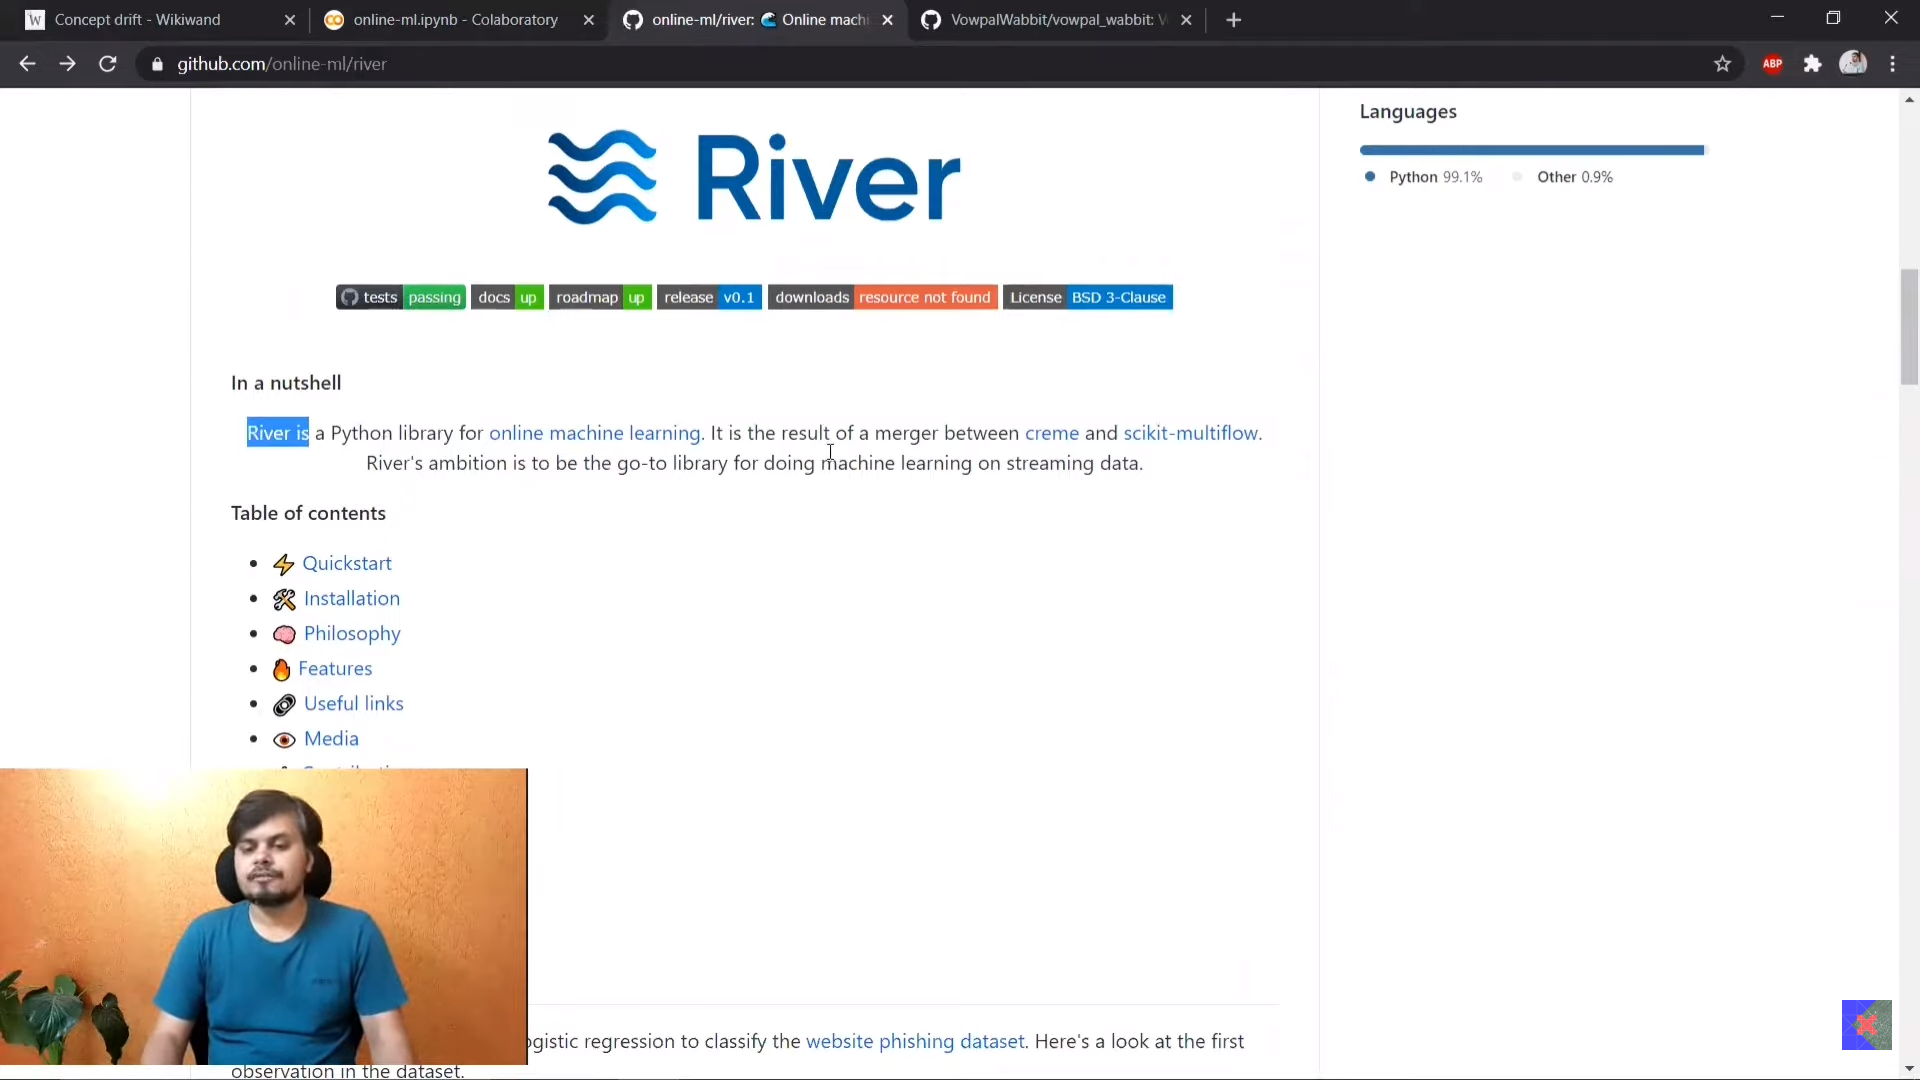 Concept drift - Wikiwand
online-ml.ipynb - Colaboratory
online-ml/river: 🌊 Online machi
VowpalWabbit/vowpal_wabbit: V
github.com/online-ml/river
ABP
River
Languages
Python 99.1% Other 0.9%
tests passing docs up roadmap up release v0.1 downloads resource not found License BSD 3-Clause
In a nutshell
River is a Python library for online machine learning. It is the result of a merger between creme and scikit-multiflow.
River's ambition is to be the go-to library for doing machine learning on streaming data.
Table of contents
⚡ Quickstart
🛠 Installation
🧠 Philosophy
🔥 Features
🔗 Useful links
👁 Media
ogistic regression to classify the website phishing dataset. Here's a look at the first
observation in the dataset.